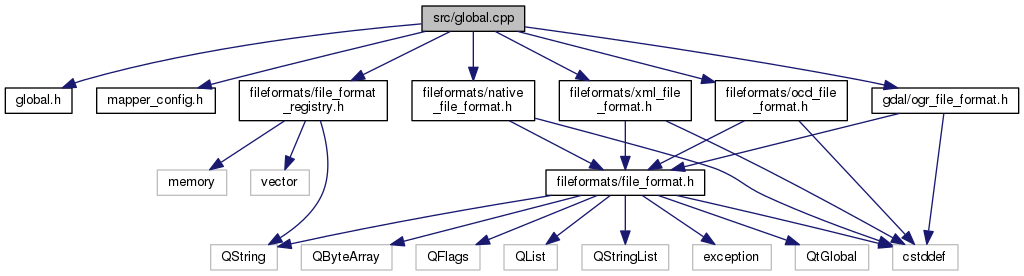 src/global.cpp
global.h
mapper_config.h
fileformats/file_format
_registry.h
fileformats/native
_file_format.h
fileformats/xml_file
_format.h
fileformats/ocd_file
_format.h
gdal/ogr_file_format.h
memory
vector
fileformats/file_format.h
QString
QByteArray
QFlags
QList
QStringList
exception
QtGlobal
cstddef